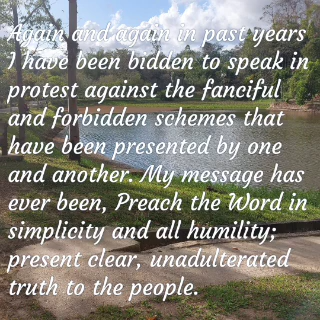 Again and again in past years
I have been bidden to speak in
protest against the fanciful
and forbidden schemes that
have been presented by one
and another. My message has
ever been, Preach the Word in
simplicity and all humility;
present clear, unadulterated
truth to the people.